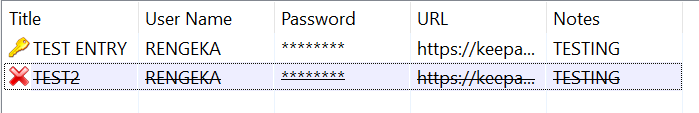 Title User Name Password URL Notes
TEST ENTRY RENGEKA ******** https://keepa... TESTING
TEST2 RENGEKA ******** https://keepa... TESTING